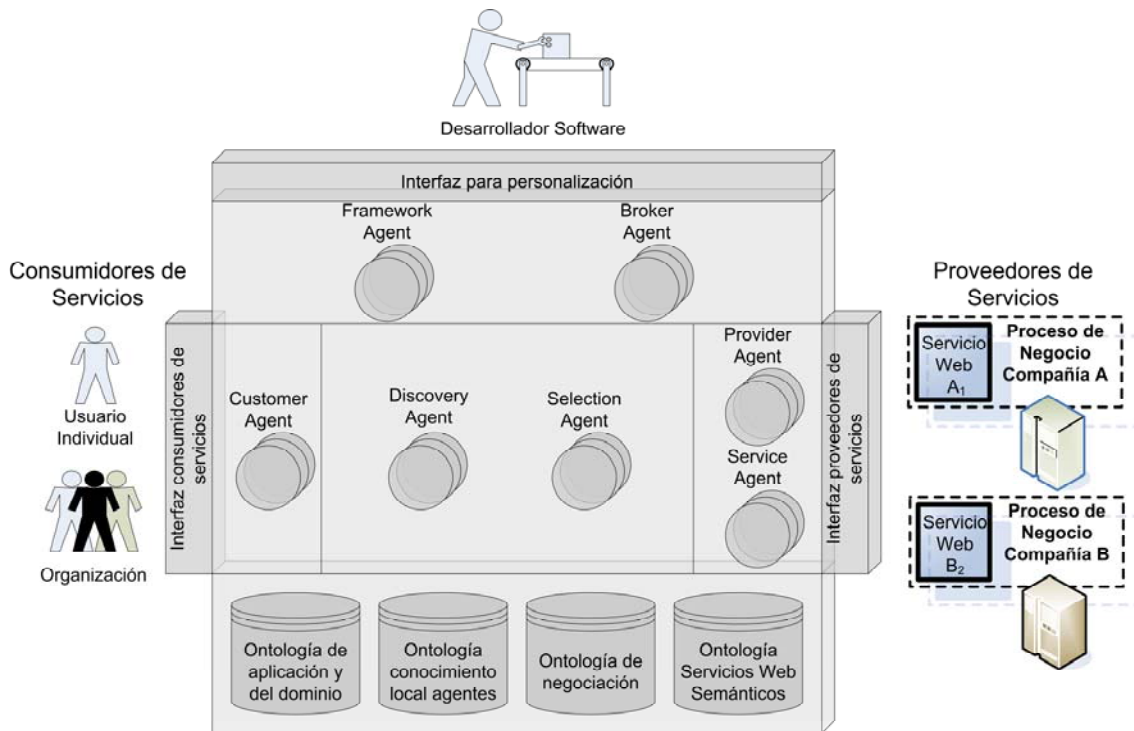 Desarrollador Software
Interfaz para personalización
Framework
Agent
Broker
Agent
Consumidores de
Servicios
Usuario
Individual
Organización
Interfaz consumidores de
servicios
Customer
Agent
Discovery
Agent
Selection
Agent
Provider
Agent
Service
Agent
Interfaz proveedores de
servicios
Proveedores de
Servicios
Servicio
Web
A₁
Proceso de
Negocio
Compañía A
Servicio
Web
B₂
Proceso de
Negocio
Compañía B
Ontología de
aplicación y
del dominio
Ontología
conocimiento
local agentes
Ontología de
negociación
Ontología
Servicios Web
Semánticos